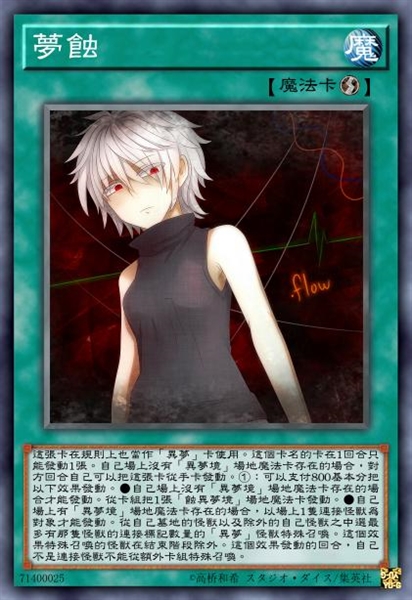 夢蝕
魔
【魔法卡】
.flow
這張卡在規則上也當作「異夢」卡使用。這個卡名的卡在1回合只
能發動1張。自己場上沒有「異夢境」場地魔法卡存在的場合，對
方回合自己可以把這張卡從手卡發動。①：可以支付800基本分把
以下效果發動。●自己場上沒有「異夢境」場地魔法卡存在的場合
才能發動。從卡組把1張「蝕異夢境」場地魔法卡發動。●自己場
上有「異夢境」場地魔法卡存在的場合，以場上1隻連接怪獸為
對象才能發動。從自己墓地的怪獸以及除外的自己怪獸之中選最
多有那隻怪獸的連接標記數量的「異夢」怪獸特殊召喚。這個效
果特殊召喚的怪獸在結束階段除外。這個效果發動的回合，自己
不是連接怪獸不能從額外卡組特殊召喚。
71400025
©高橋和希 スタジオ・ダイス/集英社